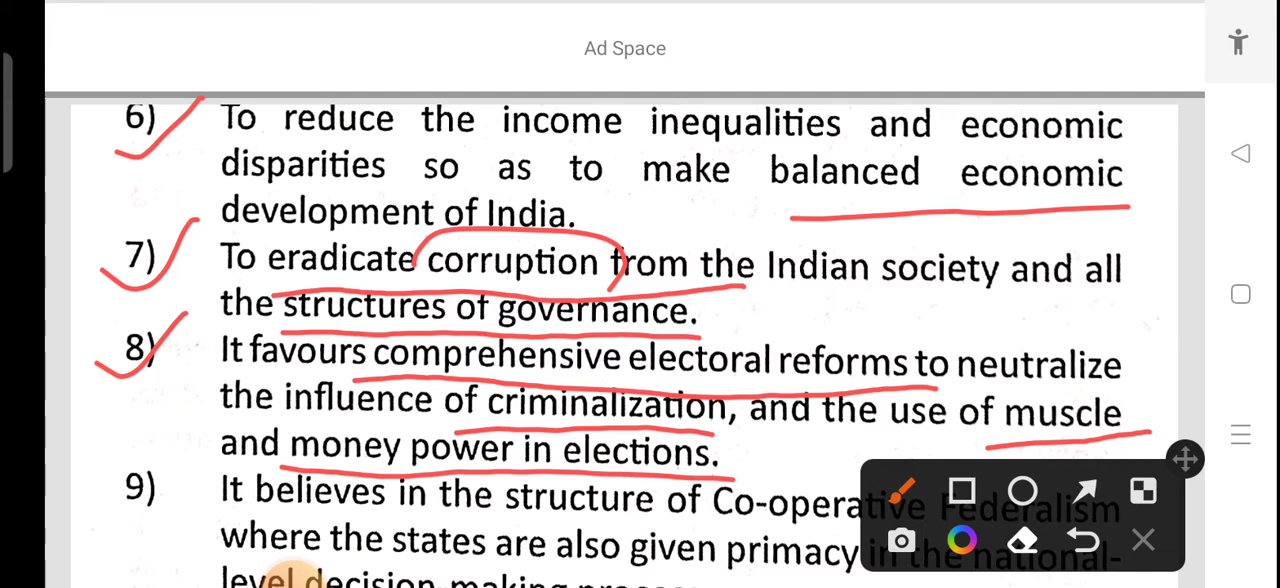 Ad Space
6) To reduce the income inequalities and economic
disparities so as to make balanced economic
development of India.
7) To eradicate corruption from the Indian society and all
the structures of governance.
8) It favours comprehensive electoral reforms to neutralize
the influence of criminalization, and the use of muscle
and money power in elections.
9) It believes in the structure of Co-operative Federalism
where the states are also given primacy in the national-
level decision making